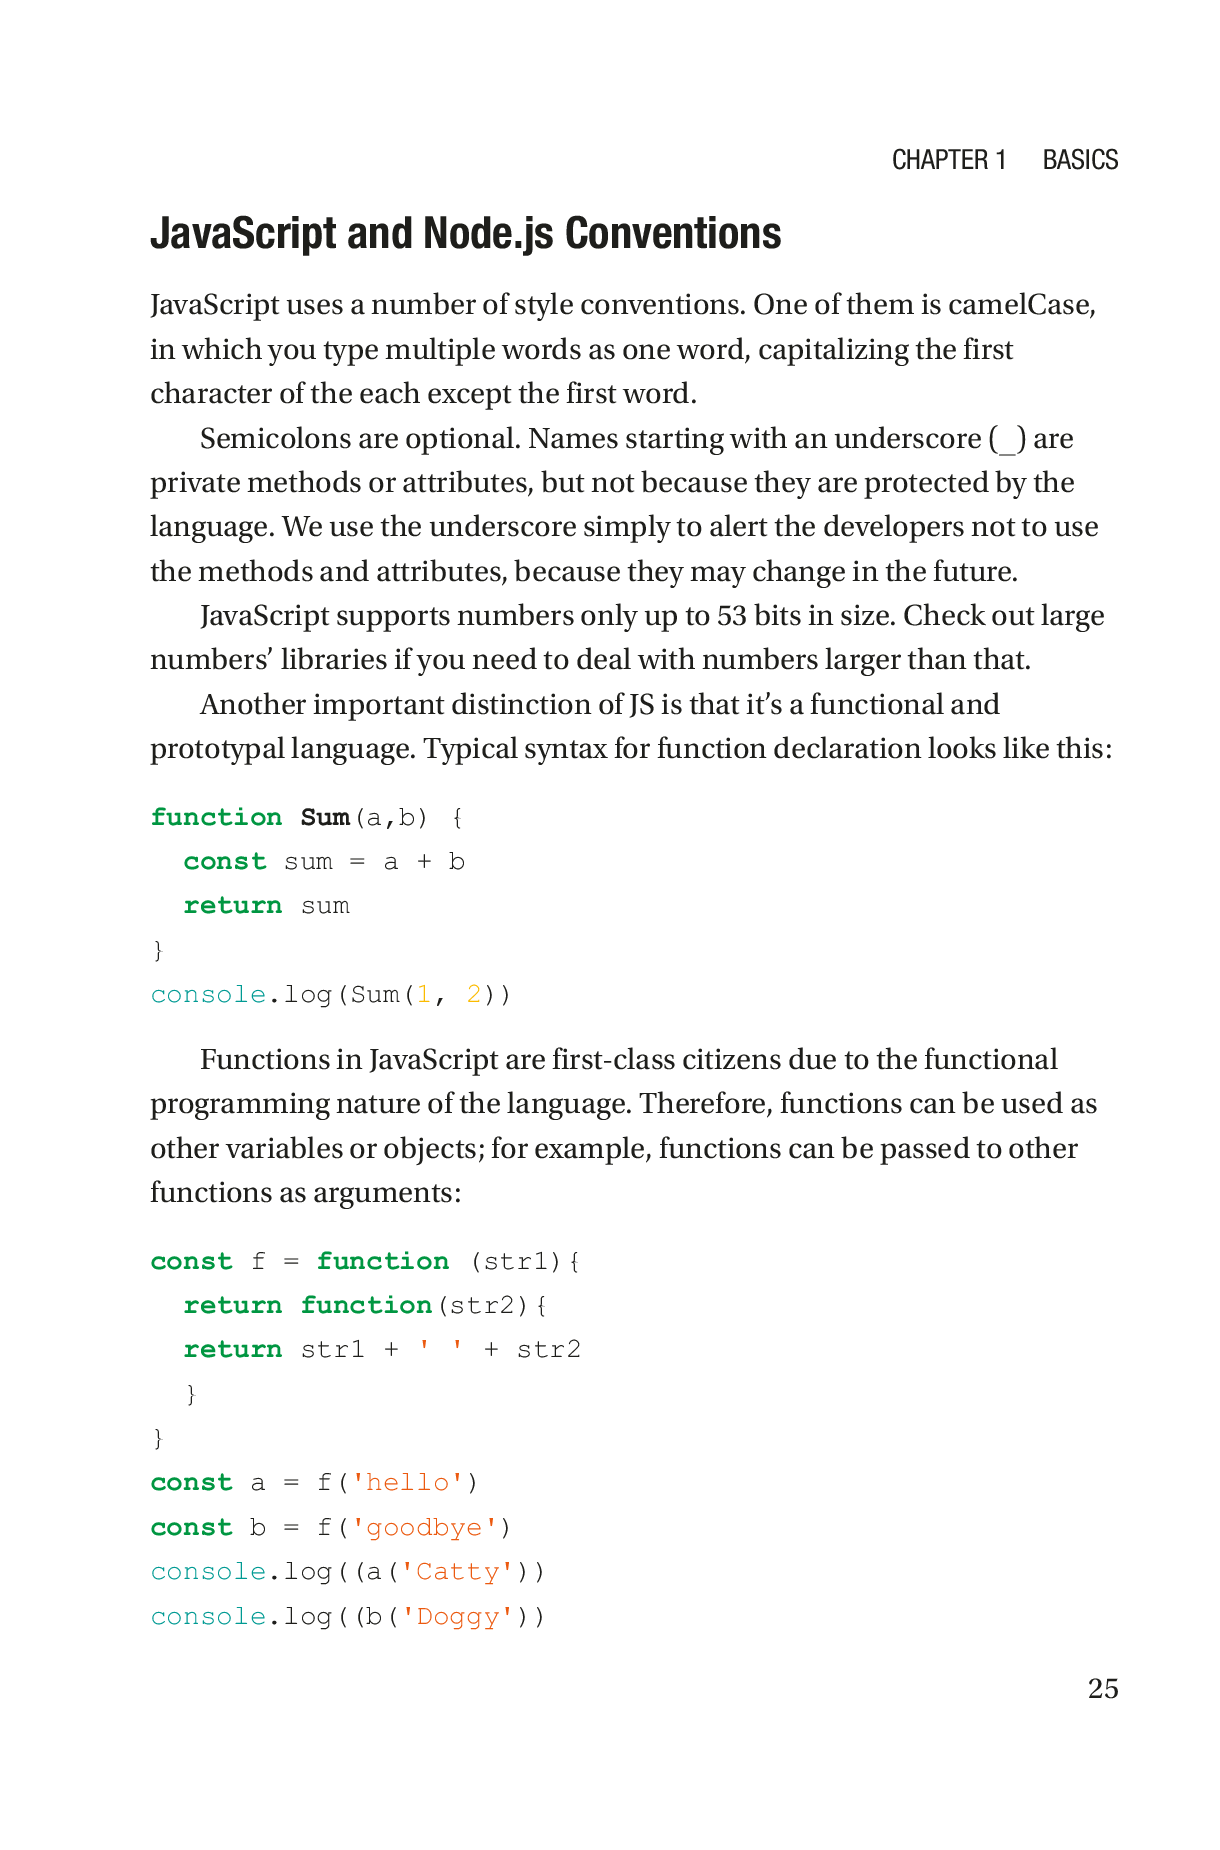 CHAPTER 1 BASICS
JavaScript and Node.js Conventions
JavaScript uses a number of style conventions. One of them is camelCase,
in which you type multiple words as one word, capitalizing the first
character of the each except the first word.
Semicolons are optional. Names starting with an underscore (_) are
private methods or attributes, but not because they are protected by the
language. We use the underscore simply to alert the developers not to use
the methods and attributes, because they may change in the future.
JavaScript supports numbers only up to 53 bits in size. Check out large
numbers’ libraries if you need to deal with numbers larger than that.
Another important distinction of JS is that it’s a functional and
prototypal language. Typical syntax for function declaration looks like this:
function Sum(a,b) {
  const sum = a + b
  return sum
}
console.log(Sum(1, 2))
Functions in JavaScript are first-class citizens due to the functional
programming nature of the language. Therefore, functions can be used as
other variables or objects; for example, functions can be passed to other
functions as arguments:
const f = function (str1){
  return function(str2){
  return str1 + ' ' + str2
  }
}
const a = f('hello')
const b = f('goodbye')
console.log((a('Catty'))
console.log((b('Doggy'))
25